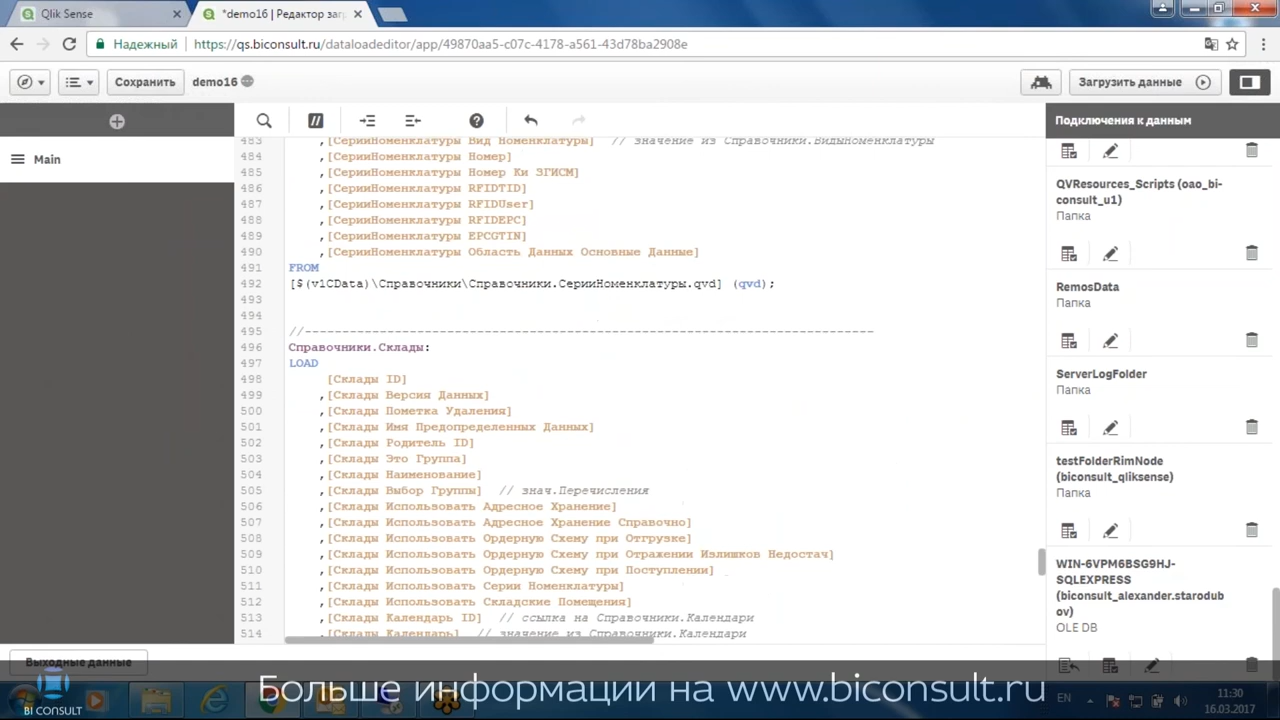 Qlik Sense
*demo16 | Редактор загр
Надежный
https://qs.biconsult.ru/dataloadeditor/app/49870aa5-c07c-4178-a561-43d78ba2908e
Сохранить
demo16
Загрузить данные
Main
483 ,[СерииНоменклатуры Вид Номенклатуры] // значение из Справочники.ВидыНоменклатуры
484 ,[СерииНоменклатуры Номер]
485 ,[СерииНоменклатуры Номер Ки ЗГИСМ]
486 ,[СерииНоменклатуры RFIDTID]
487 ,[СерииНоменклатуры RFIDUser]
488 ,[СерииНоменклатуры RFIDEPC]
489 ,[СерииНоменклатуры EPCGTIN]
490 ,[СерииНоменклатуры Область Данных Основные Данные]
491 FROM
492 [$(v1CData)\Справочники\Справочники.СерииНоменклатуры.qvd] (qvd);
493
494
495 //---------------------------------------------------------------------------
496 Справочники.Склады:
497 LOAD
498 [Склады ID]
499 ,[Склады Версия Данных]
500 ,[Склады Пометка Удаления]
501 ,[Склады Имя Предопределенных Данных]
502 ,[Склады Родитель ID]
503 ,[Склады Это Группа]
504 ,[Склады Наименование]
505 ,[Склады Выбор Группы] // знач.Перечисления
506 ,[Склады Использовать Адресное Хранение]
507 ,[Склады Использовать Адресное Хранение Справочно]
508 ,[Склады Использовать Ордерную Схему при Отгрузке]
509 ,[Склады Использовать Ордерную Схему при Отражении Излишков Недостач]
510 ,[Склады Использовать Ордерную Схему при Поступлении]
511 ,[Склады Использовать Серии Номенклатуры]
512 ,[Склады Использовать Складские Помещения]
513 ,[Склады Календарь ID] // ссылка на Справочники.Календари
514 ,[Склады Календарь] // значение из Справочники.Календари
Подключения к данным
QVResources_Scripts (oao_bi-
consult_u1)
Папка
RemosData
Папка
ServerLogFolder
Папка
testFolderRimNode
(biconsult_qliksense)
Папка
WIN-6VPM6BSG9HJ-
SQLEXPRESS
(biconsult_alexander.starodub
ov)
OLE DB
Выходные данные
Больше информации на www.biconsult.ru
BI CONSULT
EN
11:30
16.03.2017